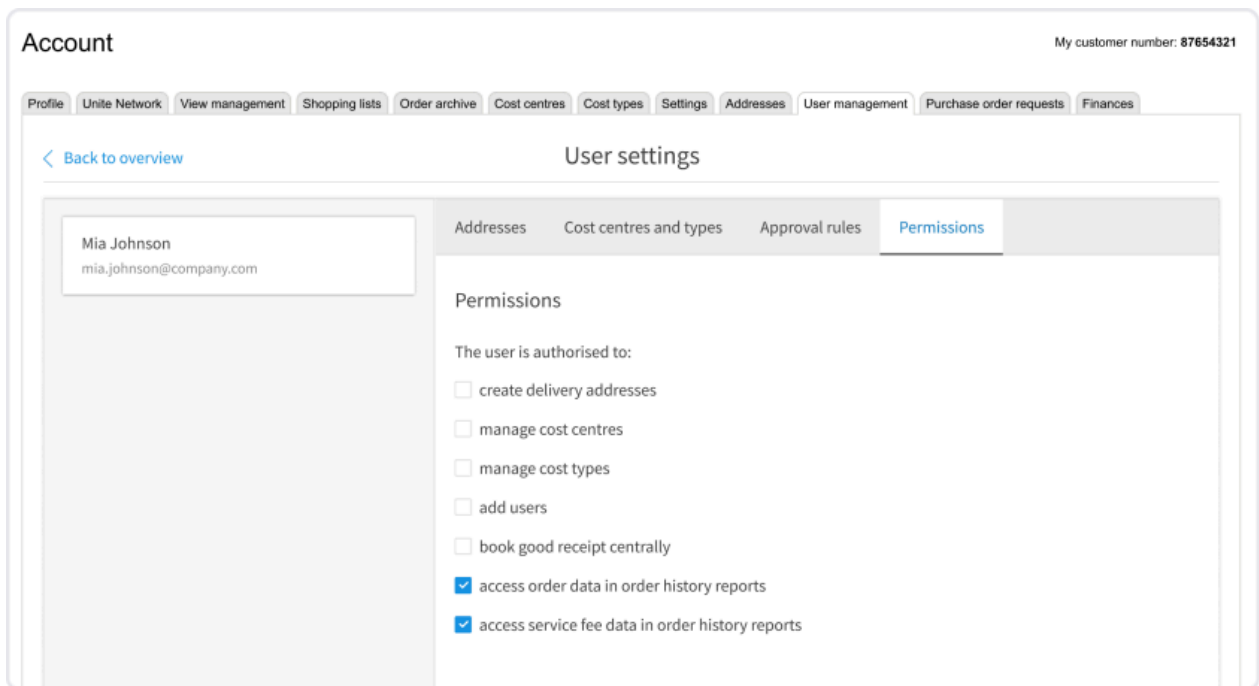 Account
My customer number: 87654321
Profile Unite Network View management Shopping lists Order archive Cost centres Cost types Settings Addresses User management Purchase order requests Finances
Back to overview
User settings
Mia Johnson
mia.johnson@company.com
Addresses Cost centres and types Approval rules Permissions
Permissions
The user is authorised to:
create delivery addresses
manage cost centres
manage cost types
add users
book good receipt centrally
access order data in order history reports
access service fee data in order history reports